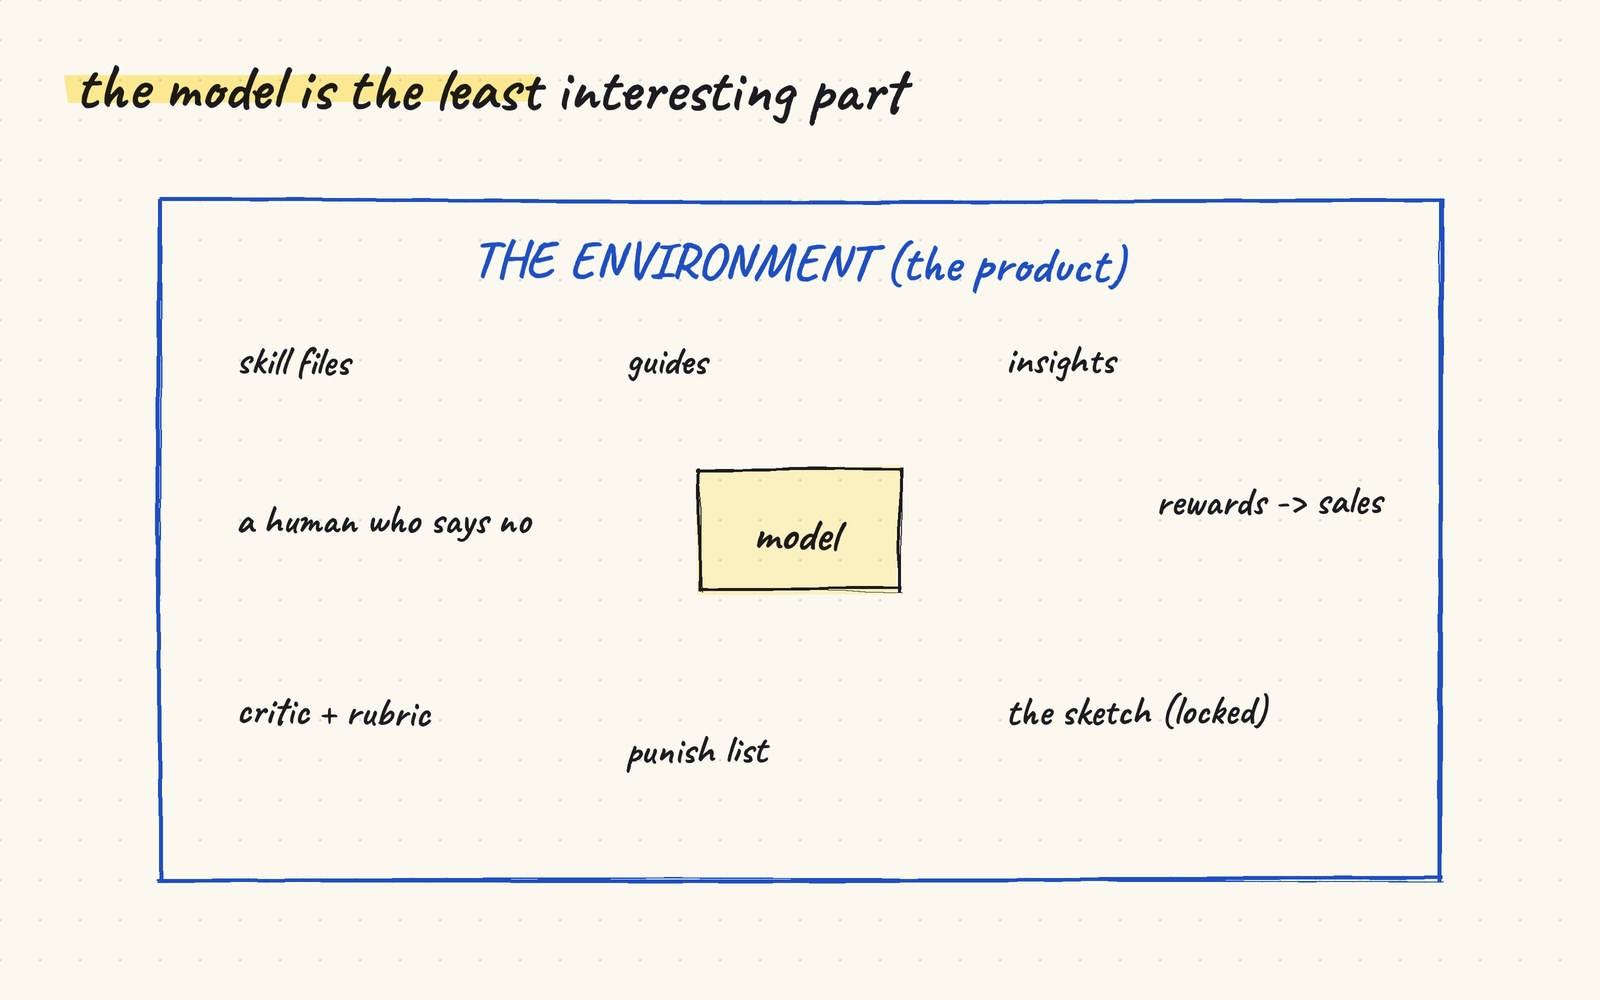 the model is the least interesting part
THE ENVIRONMENT (the product)
skill files
guides
insights
a human who says no
model
rewards -> sales
critic + rubric
punish list
the sketch (locked)